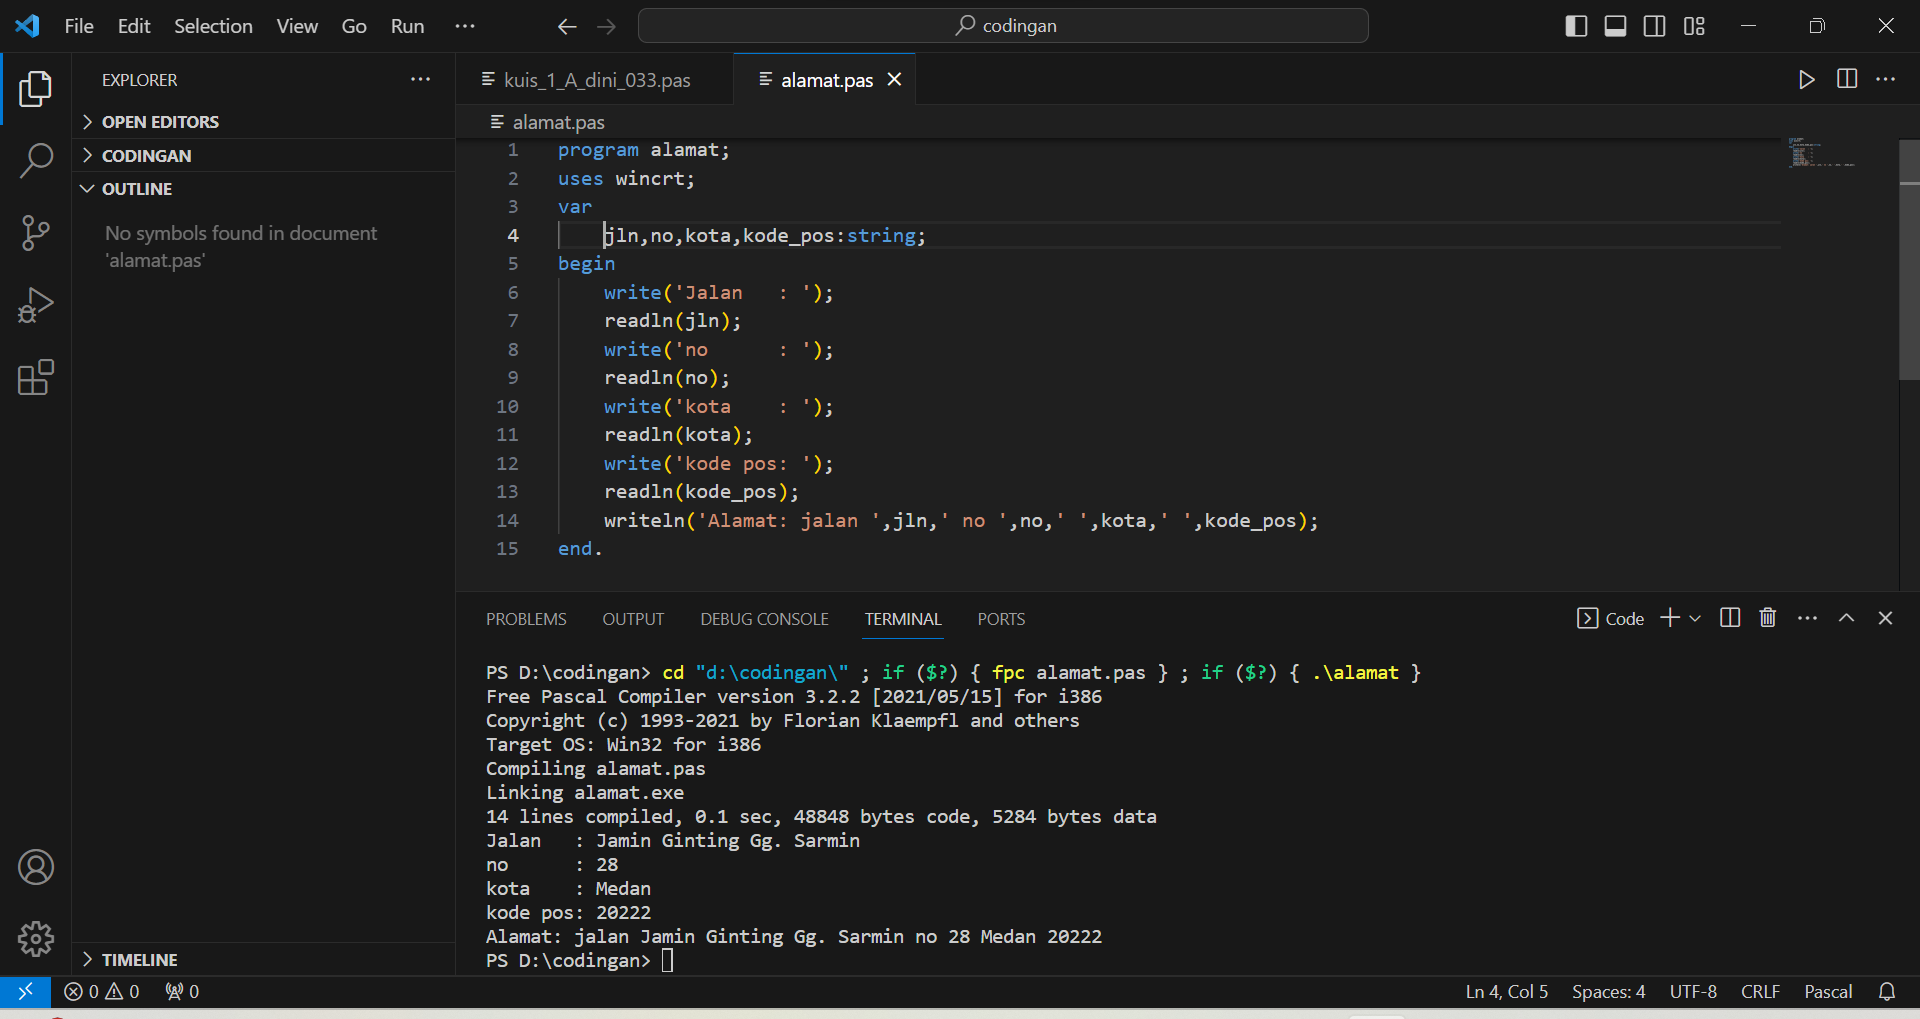 File Edit Selection View Go Run ··· codingan
EXPLORER ···
OPEN EDITORS
CODINGAN
OUTLINE
No symbols found in document
'alamat.pas'
TIMELINE
kuis_1_A_dini_033.pas alamat.pas
alamat.pas
1 program alamat;
2 uses wincrt;
3 var
4     jln,no,kota,kode_pos:string;
5 begin
6     write('Jalan   : ');
7     readln(jln);
8     write('no      : ');
9     readln(no);
10     write('kota    : ');
11     readln(kota);
12     write('kode pos: ');
13     readln(kode_pos);
14     writeln('Alamat: jalan ',jln,' no ',no,' ',kota,' ',kode_pos);
15 end.
PROBLEMS OUTPUT DEBUG CONSOLE TERMINAL PORTS Code
PS D:\codingan> cd "d:\codingan\" ; if ($?) { fpc alamat.pas } ; if ($?) { .\alamat }
Free Pascal Compiler version 3.2.2 [2021/05/15] for i386
Copyright (c) 1993-2021 by Florian Klaempfl and others
Target OS: Win32 for i386
Compiling alamat.pas
Linking alamat.exe
14 lines compiled, 0.1 sec, 48848 bytes code, 5284 bytes data
Jalan   : Jamin Ginting Gg. Sarmin
no      : 28
kota    : Medan
kode pos: 20222
Alamat: jalan Jamin Ginting Gg. Sarmin no 28 Medan 20222
PS D:\codingan>
0 0 0 Ln 4, Col 5 Spaces: 4 UTF-8 CRLF Pascal